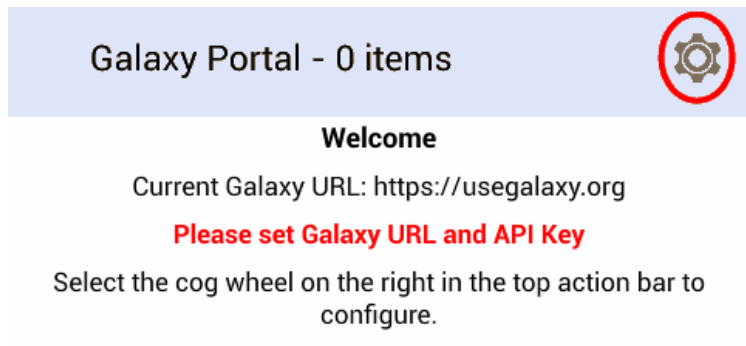 Galaxy Portal - 0 items
Welcome
Current Galaxy URL: https://usegalaxy.org
Please set Galaxy URL and API Key
Select the cog wheel on the right in the top action bar to
configure.